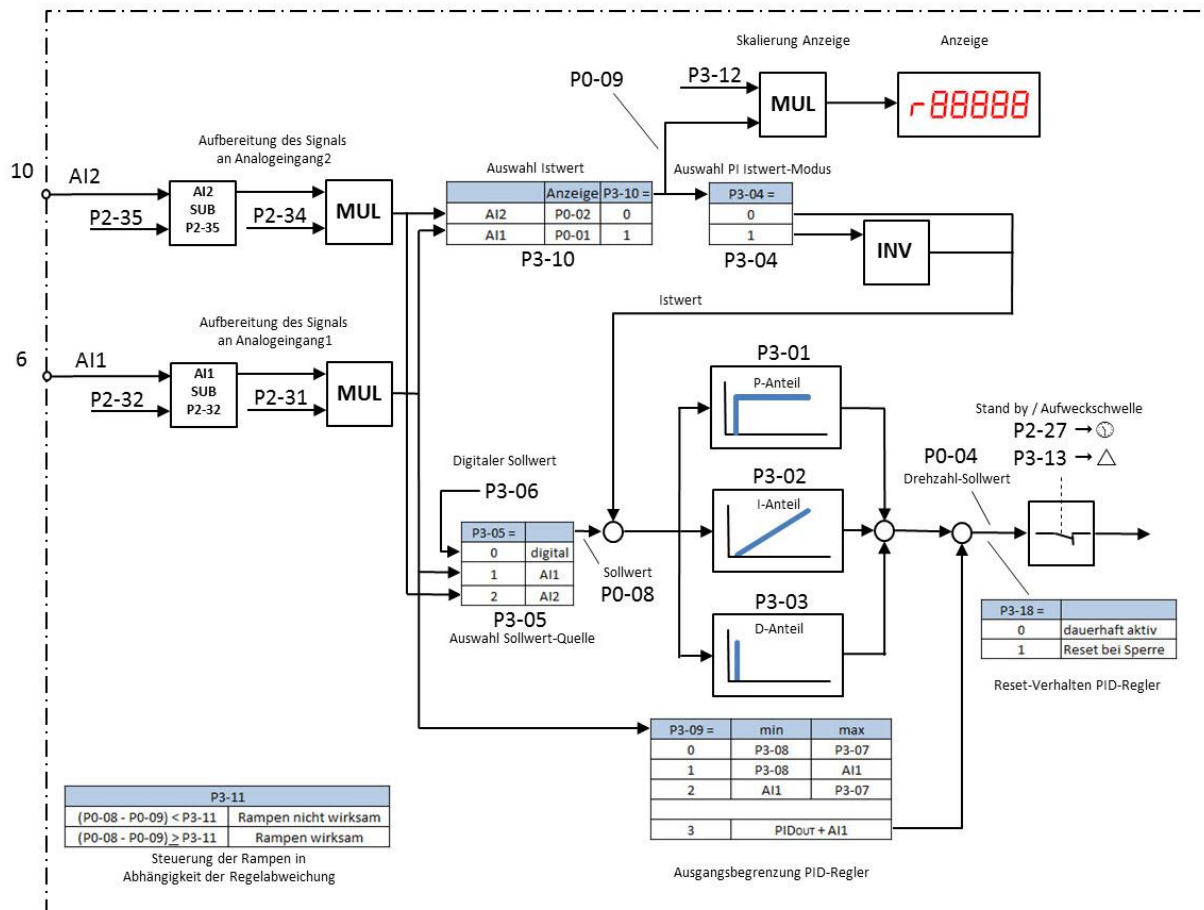 Skalierung Anzeige
Anzeige
P0-09
P3-12
MUL
r88888
Aufbereitung des Signals
an Analogeingang2
10
AI2
P2-35
AI2
SUB
P2-35
P2-34
MUL
Auswahl Istwert
Anzeige P3-10 =
AI2 P0-02 0
AI1 P0-01 1
P3-10
Auswahl PI Istwert-Modus
P3-04 =
0
1
P3-04
INV
Istwert
Aufbereitung des Signals
an Analogeingang1
6
AI1
P2-32
AI1
SUB
P2-32
P2-31
MUL
Digitaler Sollwert
P3-06
P3-05 =
0 digital
1 AI1
2 AI2
P3-05
Auswahl Sollwert-Quelle
Sollwert
P0-08
P3-01
P-Anteil
P3-02
I-Anteil
P3-03
D-Anteil
Stand by / Aufweckschwelle
P2-27 →
P3-13 → △
P0-04
Drehzahl-Sollwert
P3-18 =
0 dauerhaft aktiv
1 Reset bei Sperre
Reset-Verhalten PID-Regler
P3-09 = min max
0 P3-08 P3-07
1 P3-08 AI1
2 AI1 P3-07
3 PIDOUT + AI1
Ausgangsbegrenzung PID-Regler
P3-11
(P0-08 - P0-09) < P3-11 Rampen nicht wirksam
(P0-08 - P0-09) ≥ P3-11 Rampen wirksam
Steuerung der Rampen in
Abhängigkeit der Regelabweichung